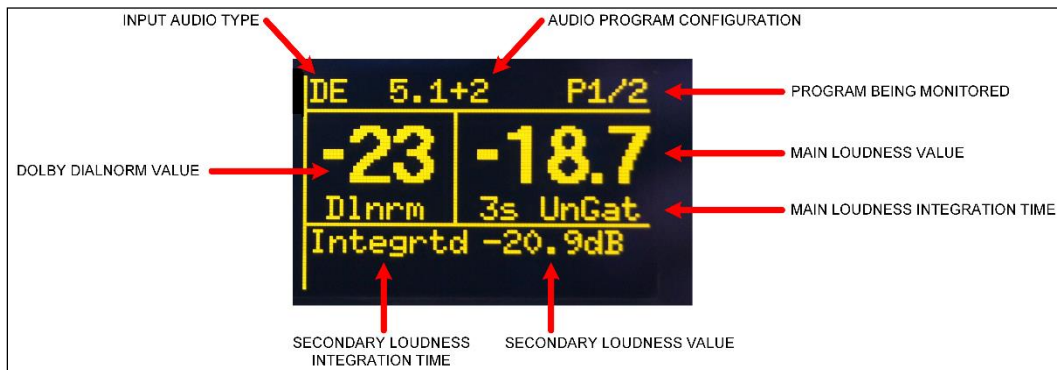 INPUT AUDIO TYPE
AUDIO PROGRAM CONFIGURATION
DE 5.1+2 P1/2
PROGRAM BEING MONITORED
-23 -18.7
MAIN LOUDNESS VALUE
DOLBY DIALNORM VALUE
Dlnrm 3s UnGat
MAIN LOUDNESS INTEGRATION TIME
Integrtd -20.9dB
SECONDARY LOUDNESS
INTEGRATION TIME
SECONDARY LOUDNESS VALUE